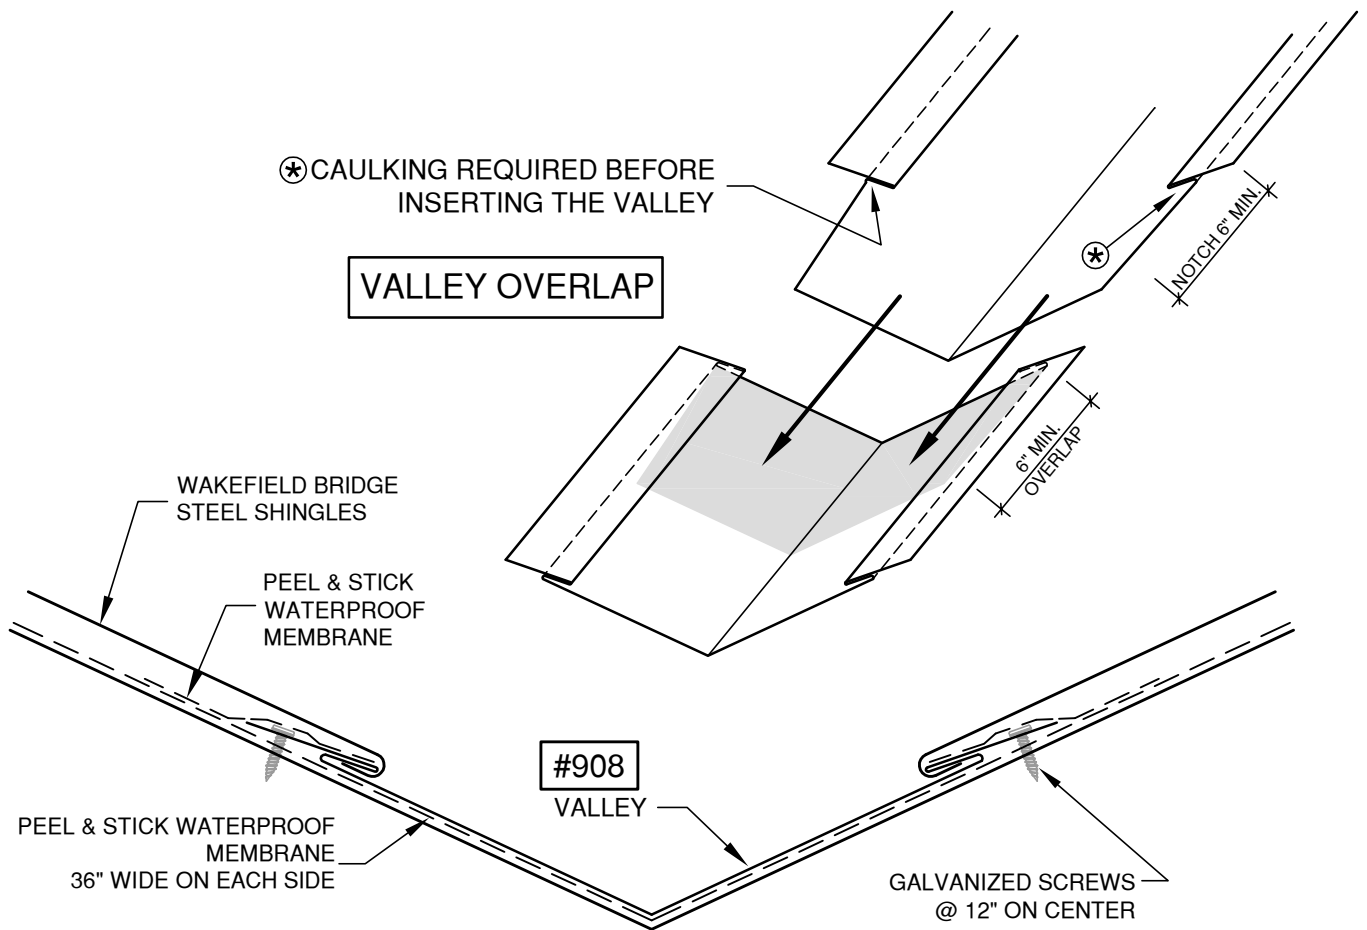 ⊛CAULKING REQUIRED BEFORE
INSERTING THE VALLEY
VALLEY OVERLAP
⊛
NOTCH 6" MIN.
6" MIN.
OVERLAP
WAKEFIELD BRIDGE
STEEL SHINGLES
PEEL & STICK
WATERPROOF
MEMBRANE
#908
VALLEY
PEEL & STICK WATERPROOF
MEMBRANE
36" WIDE ON EACH SIDE
GALVANIZED SCREWS
@ 12" ON CENTER